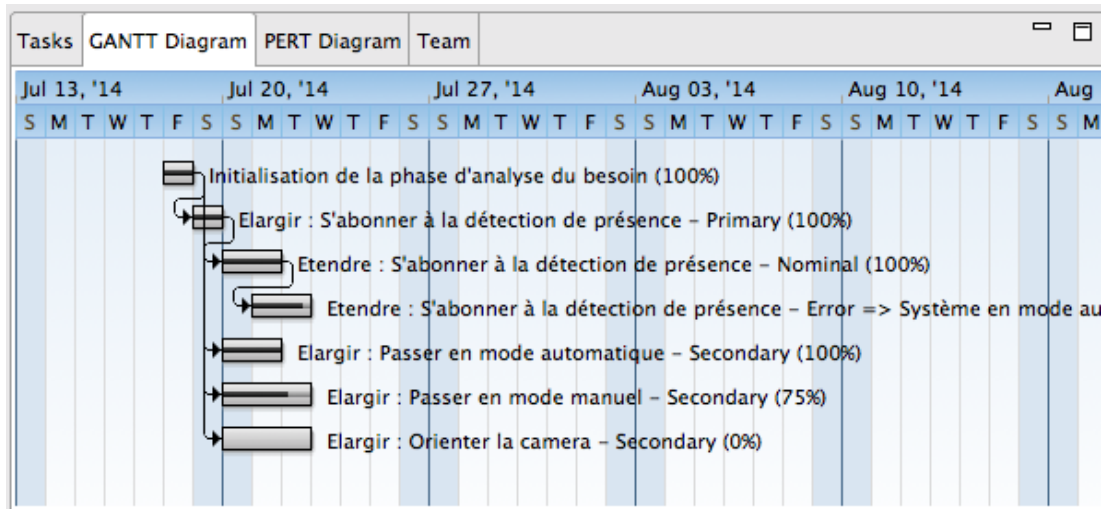 Tasks GANTT Diagram PERT Diagram Team
Jul 13, '14 Jul 20, '14 Jul 27, '14 Aug 03, '14 Aug 10, '14 Aug
S M T W T F S S M T W T F S S M T W T F S S M T W T F S S M T W T F S S M
Initialisation de la phase d'analyse du besoin (100%)
Elargir : S'abonner à la détection de présence – Primary (100%)
Etendre : S'abonner à la détection de présence – Nominal (100%)
Etendre : S'abonner à la détection de présence – Error => Système en mode au
Elargir : Passer en mode automatique – Secondary (100%)
Elargir : Passer en mode manuel – Secondary (75%)
Elargir : Orienter la camera – Secondary (0%)